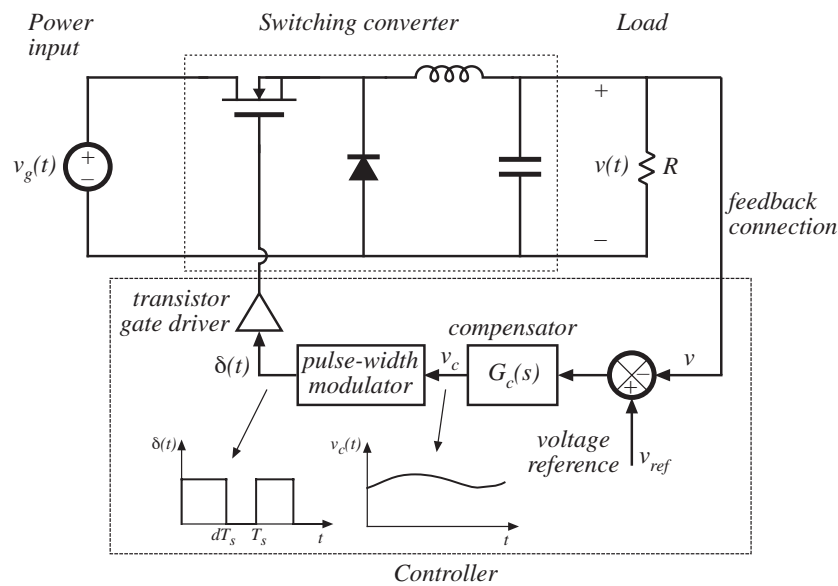 Power
input
Switching converter
Load
v_g(t)
+
–
+
v(t)
–
R
feedback
connection
transistor
gate driver
δ(t)
pulse-width
modulator
v_c
compensator
G_c(s)
–
+
v
voltage
reference
v_ref
δ(t)
dT_s
T_s
t
v_c(t)
t
Controller